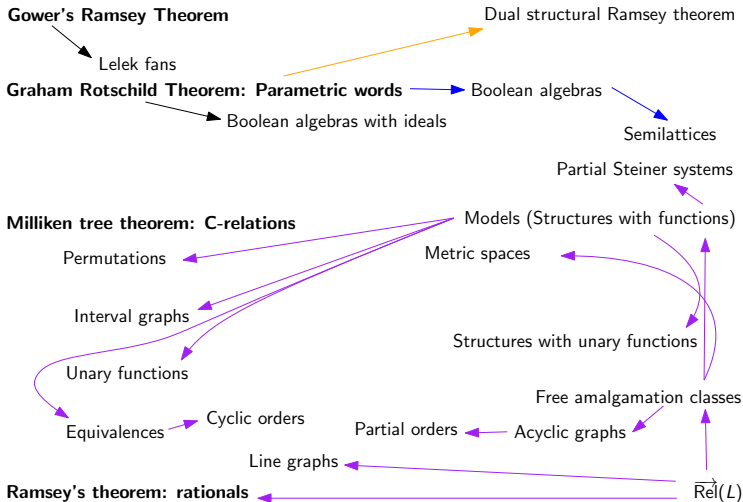 Gower's Ramsey Theorem
Dual structural Ramsey theorem
Lelek fans
Graham Rotschild Theorem: Parametric words
Boolean algebras
Boolean algebras with ideals
Semilattices
Partial Steiner systems
Models (Structures with functions)
Milliken tree theorem: C-relations
Metric spaces
Permutations
Interval graphs
Structures with unary functions
Unary functions
Free amalgamation classes
Cyclic orders
Equivalences
Partial orders
Acyclic graphs
Line graphs
Ramsey's theorem: rationals
Rel(L)